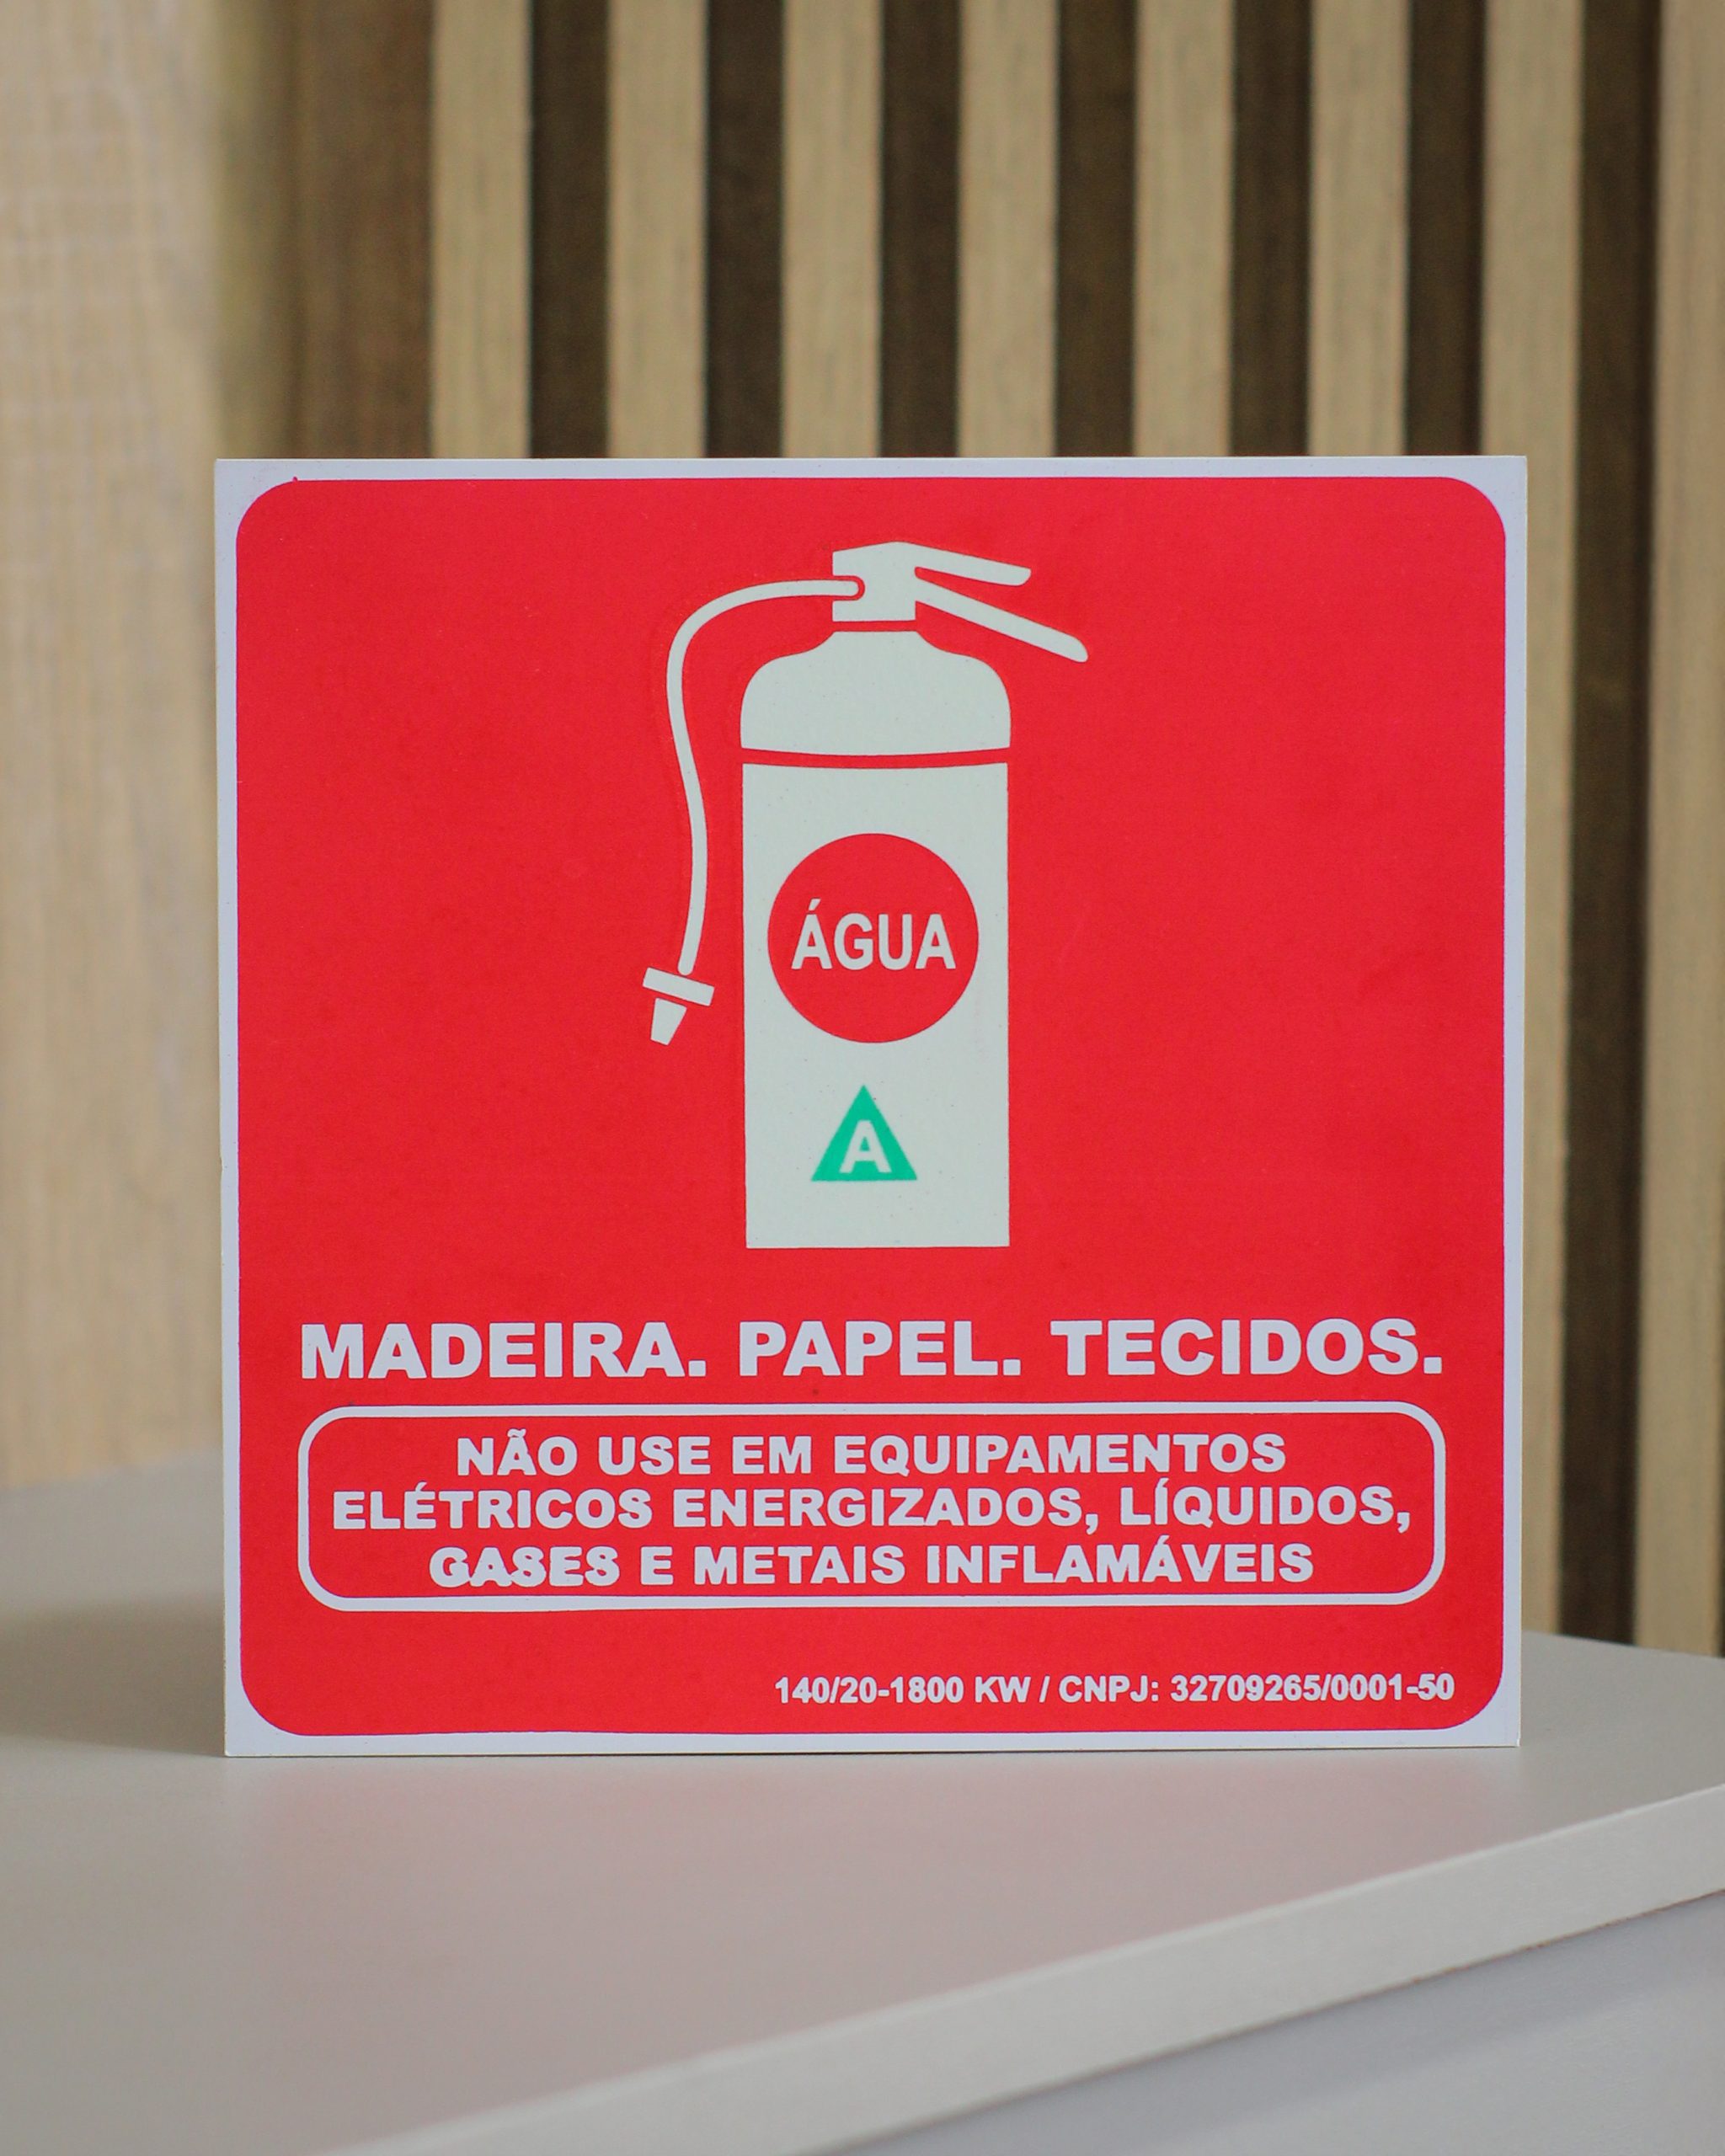 ÁGUA
A
MADEIRA. PAPEL. TECIDOS.
NÃO USE EM EQUIPAMENTOS
ELÉTRICOS ENERGIZADOS, LÍQUIDOS,
GASES E METAIS INFLAMÁVEIS
140/20-1800 KW / CNPJ: 32709265/0001-50